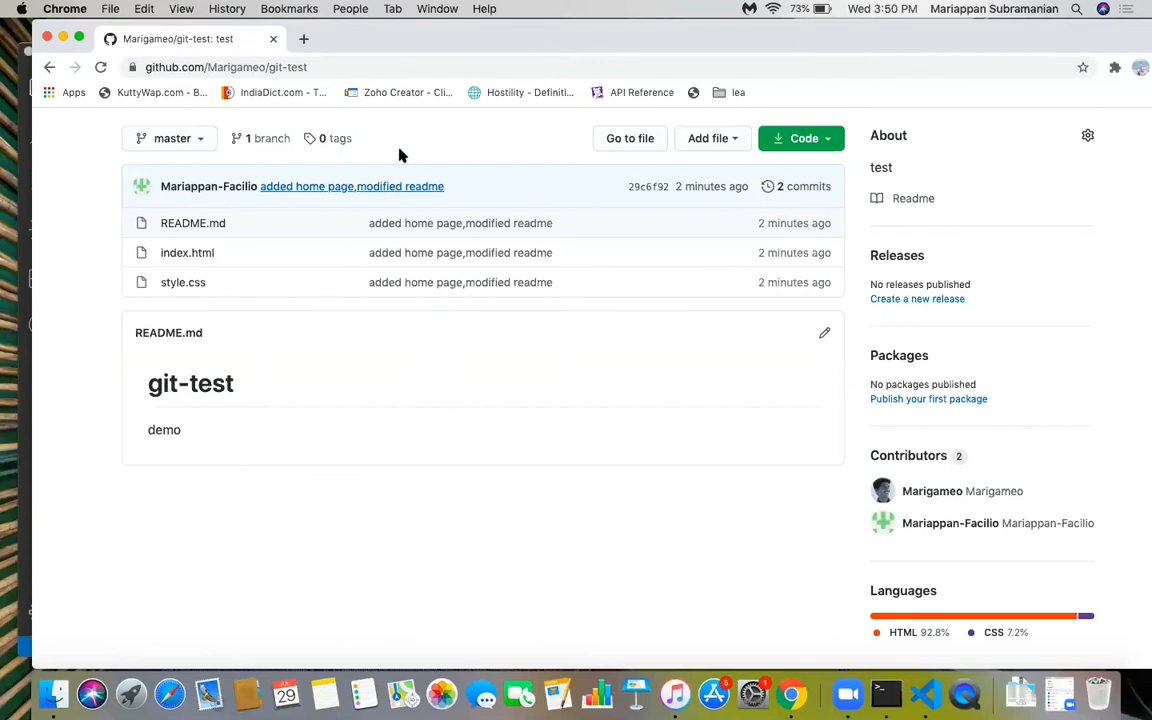 Chrome File Edit View History Bookmarks People Tab Window Help 73% Wed 3:50 PM Mariappan Subramanian
Marigameo/git-test: test
github.com/Marigameo/git-test
Apps KuttyWap.com - B... IndiaDict.com - T... Zoho Creator - Cli... Hostility - Definiti... API Reference lea
master 1 branch 0 tags Go to file Add file Code
Mariappan-Facilio added home page,modified readme 29c6f92 2 minutes ago 2 commits
README.md added home page,modified readme 2 minutes ago
index.html added home page,modified readme 2 minutes ago
style.css added home page,modified readme 2 minutes ago
README.md
git-test
demo
About
test
Readme
Releases
No releases published
Create a new release
Packages
No packages published
Publish your first package
Contributors 2
Marigameo Marigameo
Mariappan-Facilio Mariappan-Facilio
Languages
HTML 92.8% CSS 7.2%
JUL 29 5 1